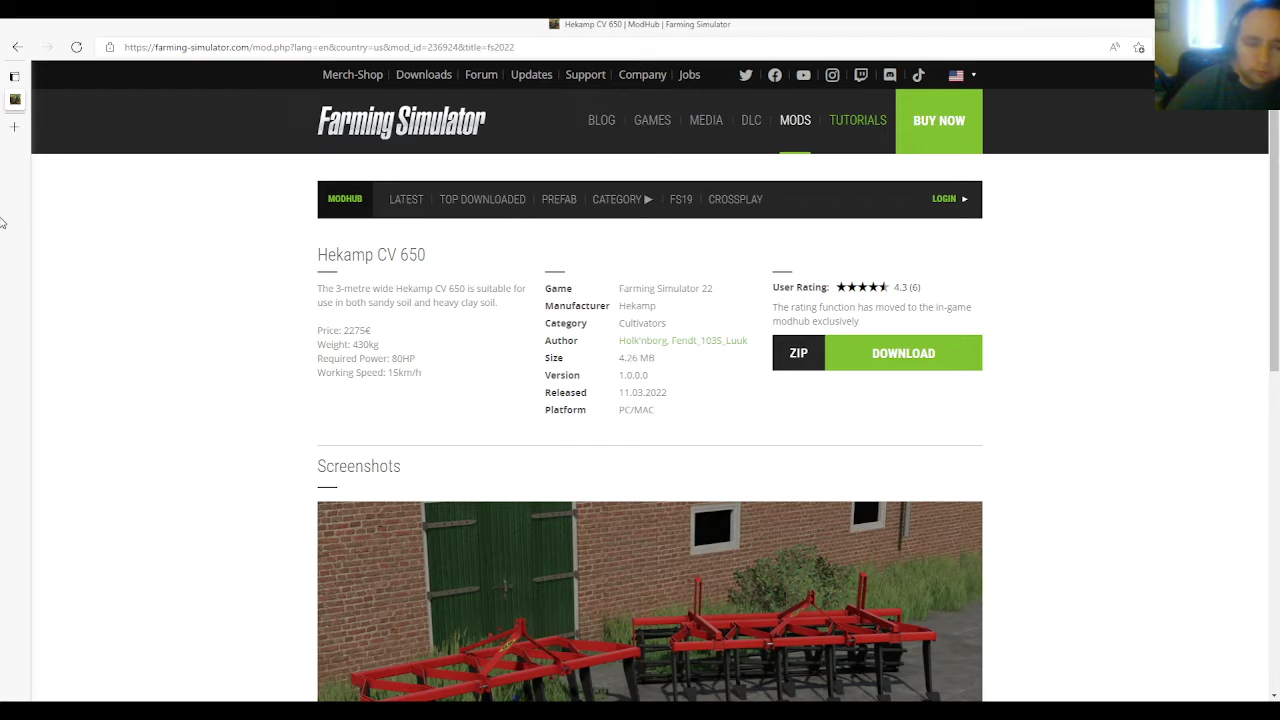 Hekamp CV 650 | ModHub | Farming Simulator
https://farming-simulator.com/mod.php?lang=en&country=us&mod_id=236924&title=fs2022
Merch-Shop Downloads Forum Updates Support Company Jobs
Farming Simulator
BLOG GAMES MEDIA DLC MODS TUTORIALS BUY NOW
MODHUB LATEST TOP DOWNLOADED PREFAB CATEGORY ▶ FS19 CROSSPLAY LOGIN ▶
Hekamp CV 650
The 3-metre wide Hekamp CV 650 is suitable for
use in both sandy soil and heavy clay soil.
Price: 2275€
Weight: 430kg
Required Power: 80HP
Working Speed: 15km/h
Game Farming Simulator 22
Manufacturer Hekamp
Category Cultivators
Author Holk'nborg, Fendt_103S_Luuk
Size 4.26 MB
Version 1.0.0.0
Released 11.03.2022
Platform PC/MAC
User Rating: 4.3 (6)
The rating function has moved to the in-game
modhub exclusively
ZIP DOWNLOAD
Screenshots